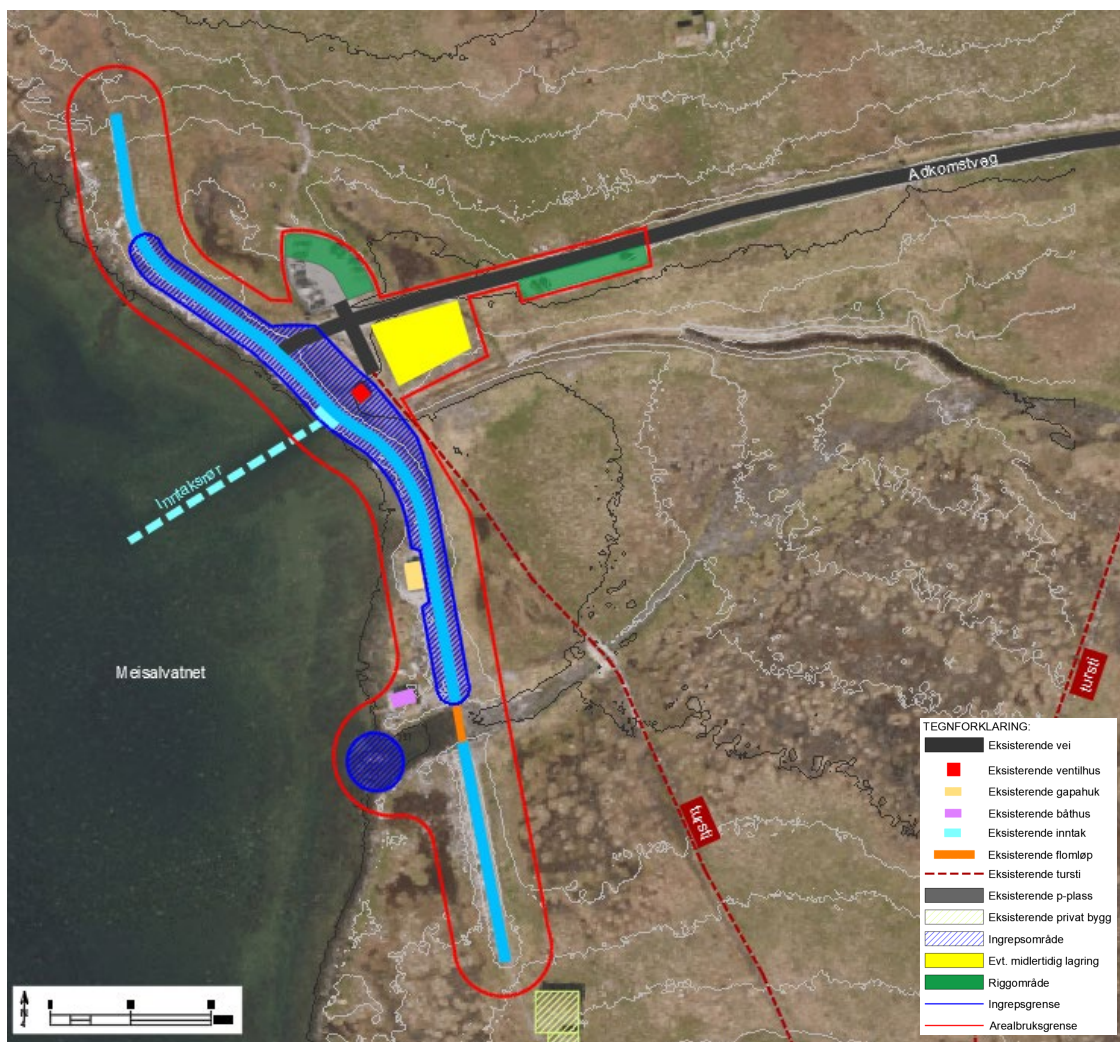 Adkomstvag
Inntaksrør
Meisalvatnet
tursti
tursti
TEGNFORKLARING:
Eksisterende vei
Eksisterende ventilhus
Eksisterende gapahuk
Eksisterende båthus
Eksisterende inntak
Eksisterende flomløp
Eksisterende tursti
Eksisterende p-plass
Eksisterende privat bygg
Ingrepsområde
Evt. midlertidig lagring
Riggområde
Ingrepsgrense
Arealbruksgrense